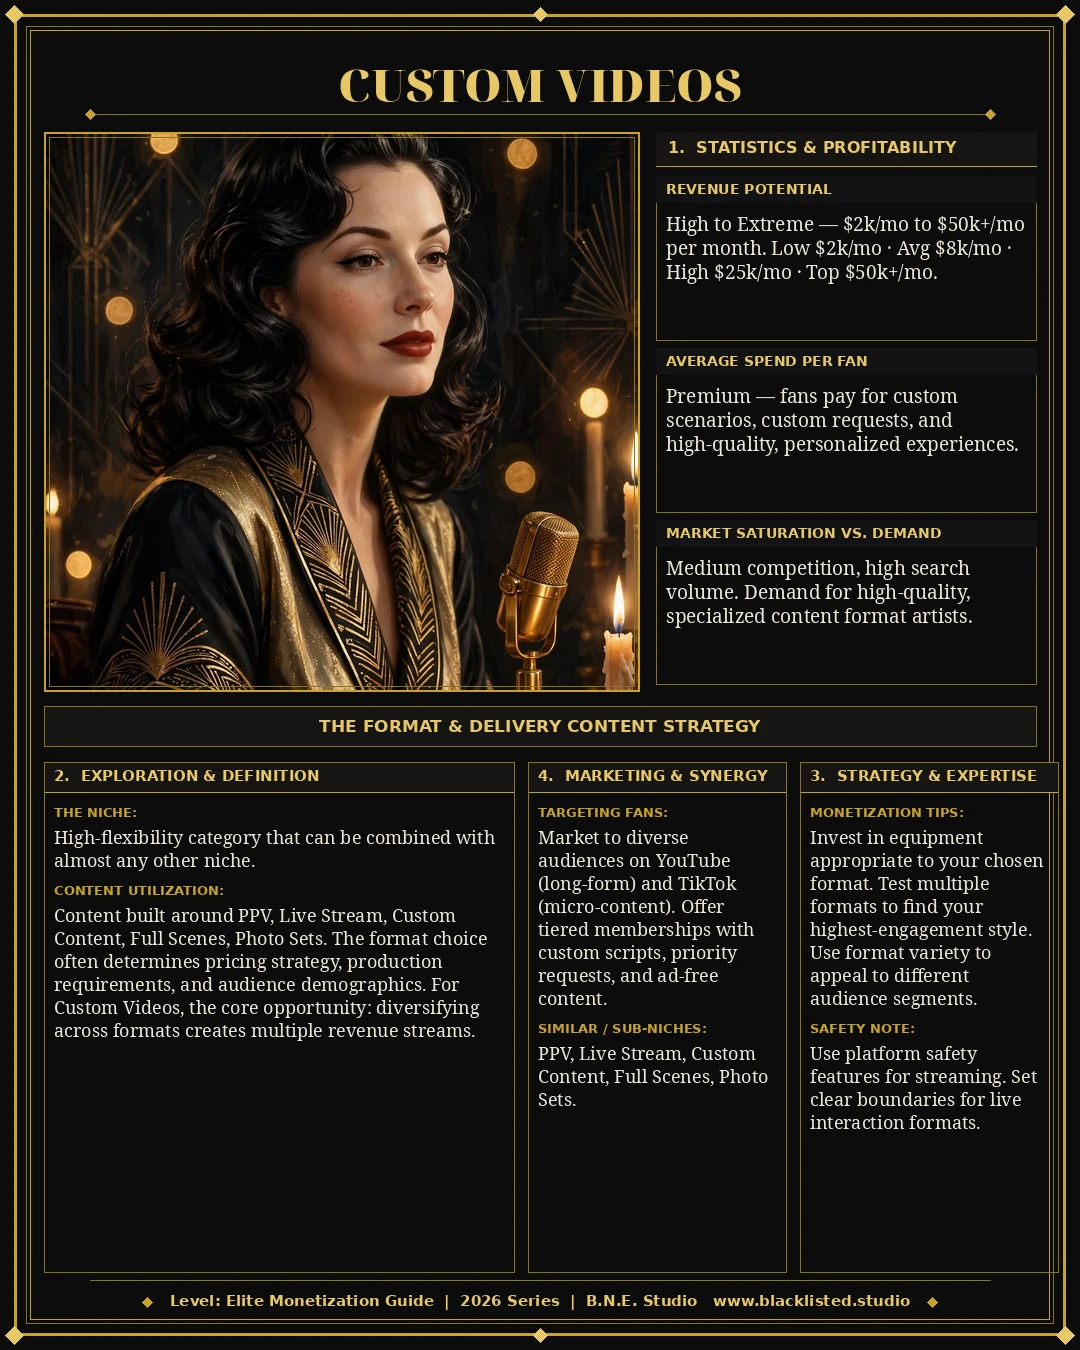 CUSTOM VIDEOS
1. STATISTICS & PROFITABILITY
REVENUE POTENTIAL
High to Extreme — $2k/mo to $50k+/mo
per month. Low $2k/mo · Avg $8k/mo ·
High $25k/mo · Top $50k+/mo.
AVERAGE SPEND PER FAN
Premium — fans pay for custom
scenarios, custom requests, and
high-quality, personalized experiences.
MARKET SATURATION VS. DEMAND
Medium competition, high search
volume. Demand for high-quality,
specialized content format artists.
THE FORMAT & DELIVERY CONTENT STRATEGY
2. EXPLORATION & DEFINITION
THE NICHE:
High-flexibility category that can be combined with
almost any other niche.
CONTENT UTILIZATION:
Content built around PPV, Live Stream, Custom
Content, Full Scenes, Photo Sets. The format choice
often determines pricing strategy, production
requirements, and audience demographics. For
Custom Videos, the core opportunity: diversifying
across formats creates multiple revenue streams.
4. MARKETING & SYNERGY
TARGETING FANS:
Market to diverse
audiences on YouTube
(long-form) and TikTok
(micro-content). Offer
tiered memberships with
custom scripts, priority
requests, and ad-free
content.
SIMILAR / SUB-NICHES:
PPV, Live Stream, Custom
Content, Full Scenes, Photo
Sets.
3. STRATEGY & EXPERTISE
MONETIZATION TIPS:
Invest in equipment
appropriate to your chosen
format. Test multiple
formats to find your
highest-engagement style.
Use format variety to
appeal to different
audience segments.
SAFETY NOTE:
Use platform safety
features for streaming. Set
clear boundaries for live
interaction formats.
Level: Elite Monetization Guide | 2026 Series | B.N.E. Studio www.blacklisted.studio